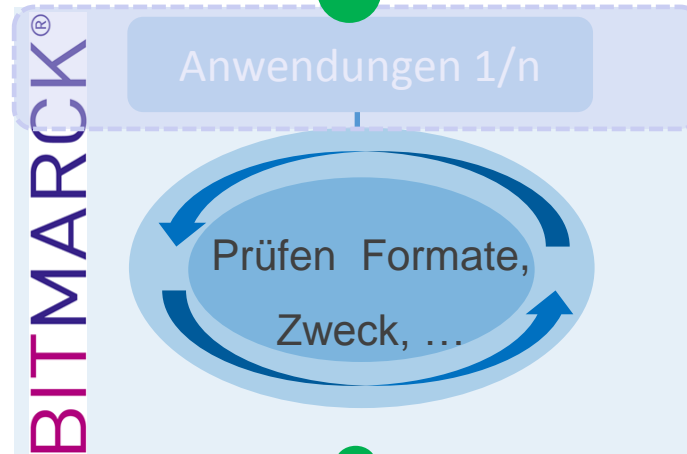 BITMARCK®
Anwendungen 1/n
Prüfen Formate,
Zweck, …